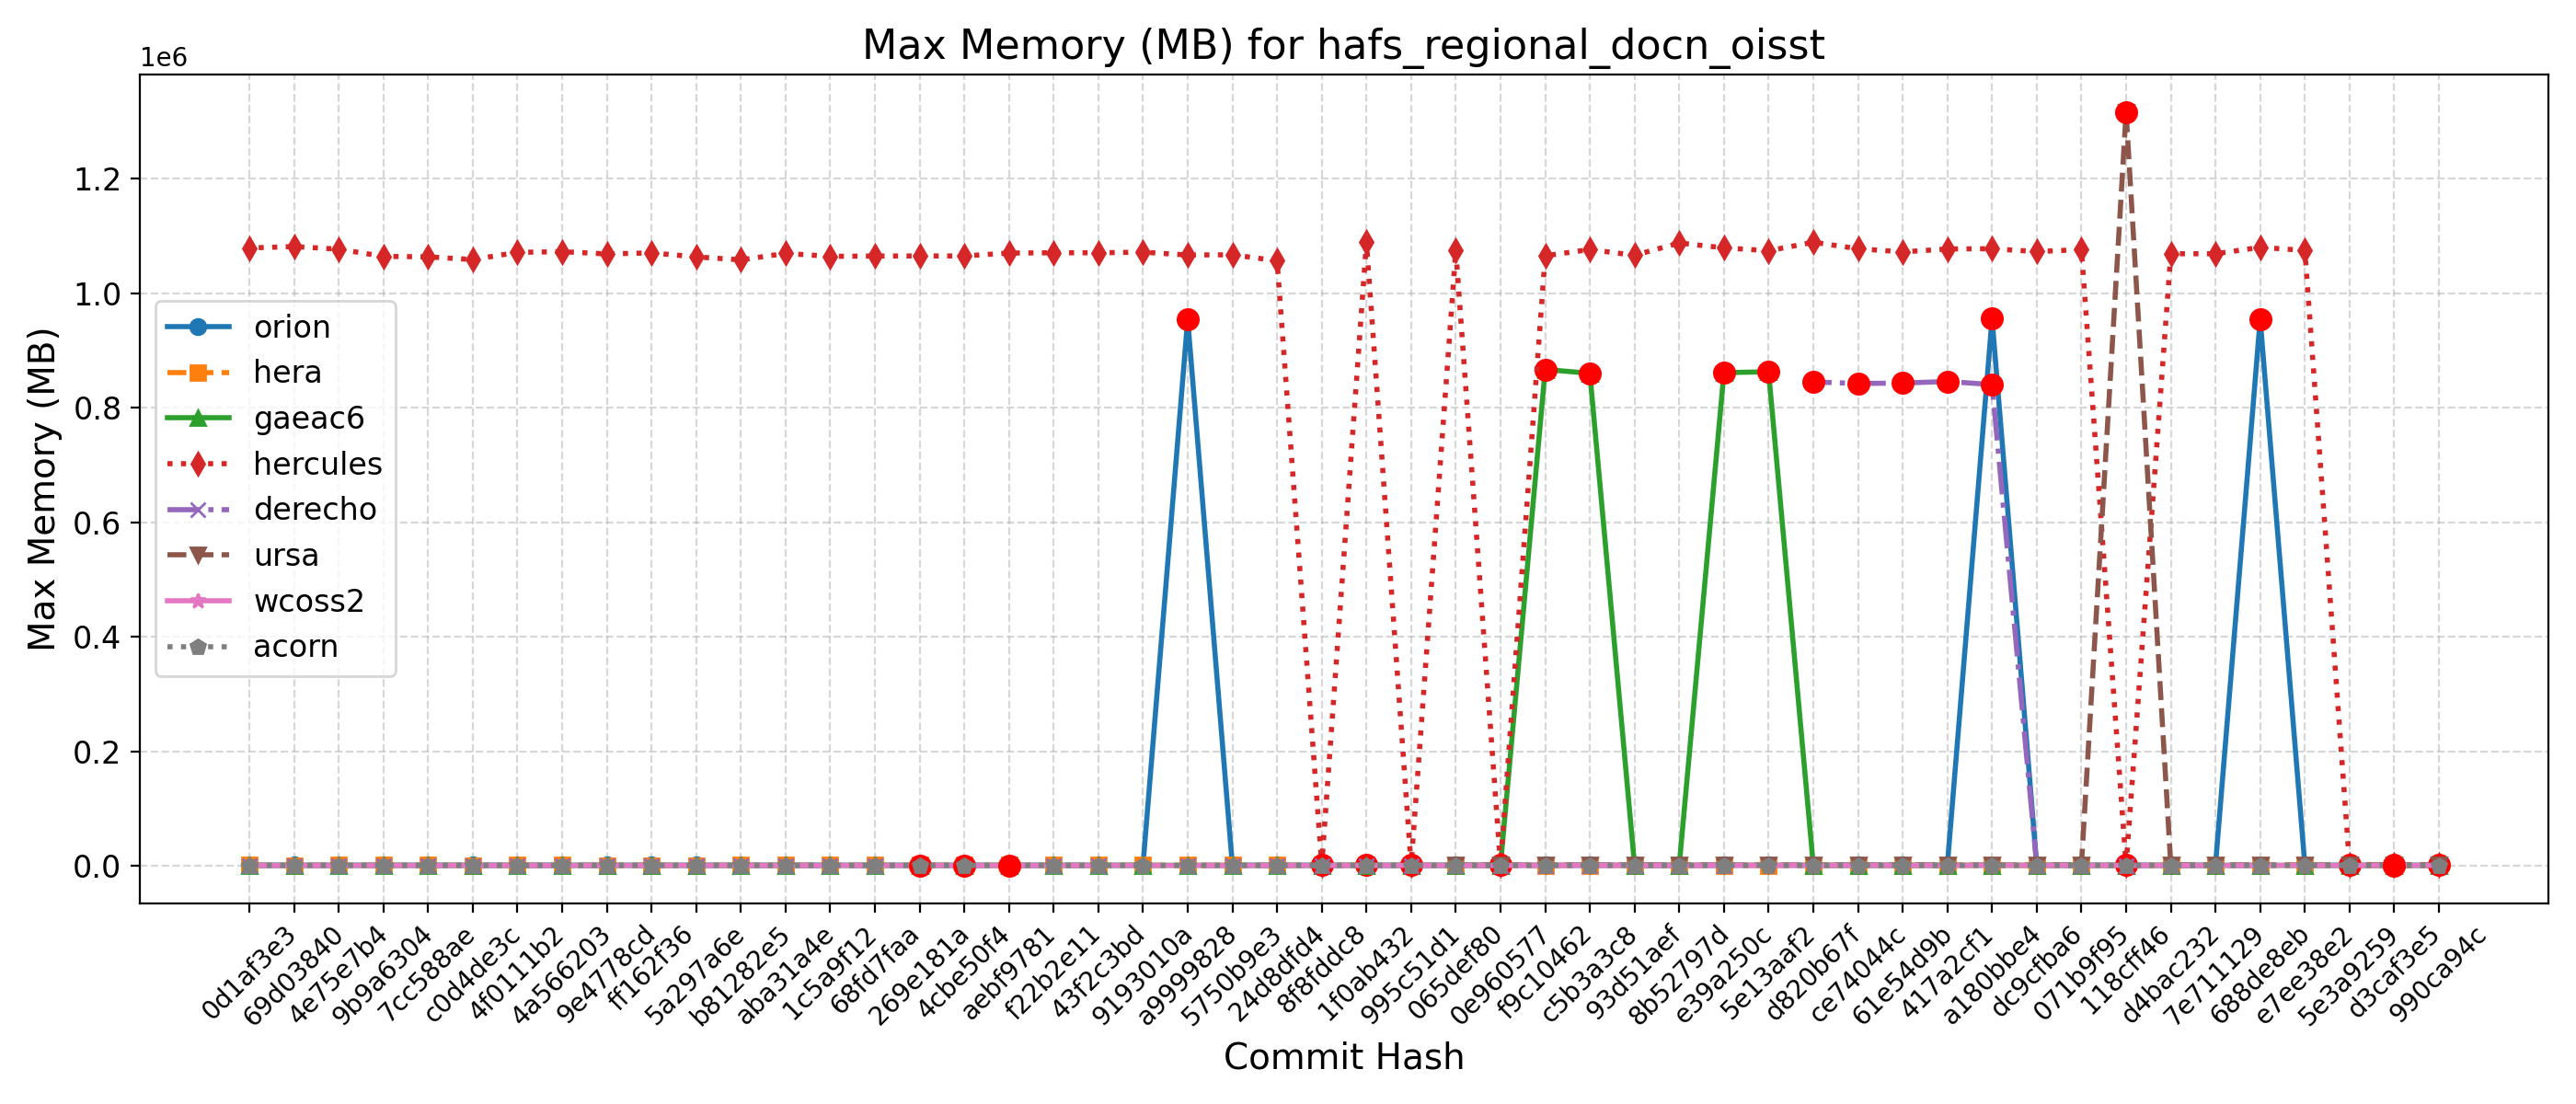 Max Memory (MB) for hafs_regional_docn_oisst
1e6
1.2
1.0
0.8
0.6
0.4
0.2
0.0
Max Memory (MB)
orion
hera
gaeac6
hercules
derecho
ursa
wcoss2
acorn
0d1af3e3
69d03840
4e75e7b4
9b9a6304
7cc588ae
c0d4de3c
4f0111b2
4a566203
9e4778cd
ff162f36
5a297a6e
b81282e5
aba31a4e
1c5a9f12
68fd7faa
269e181a
4cbe50f4
aebf9781
f22b2e11
43f2c3bd
9193010a
a9999828
5750b9e3
24d8dfd4
8f8fddc8
1f0ab432
995c51d1
065def80
0e960577
f9c10462
c5b3a3c8
93d51aef
8b52797d
e39a250c
5e13aaf2
d820b67f
ce74044c
61e54d9b
417a2cf1
a180bbe4
dc9cfba6
071b9f95
118cff46
d4bac232
7e711129
688de8eb
e7ee38e2
5e3a9259
d3caf3e5
990ca94c
Commit Hash